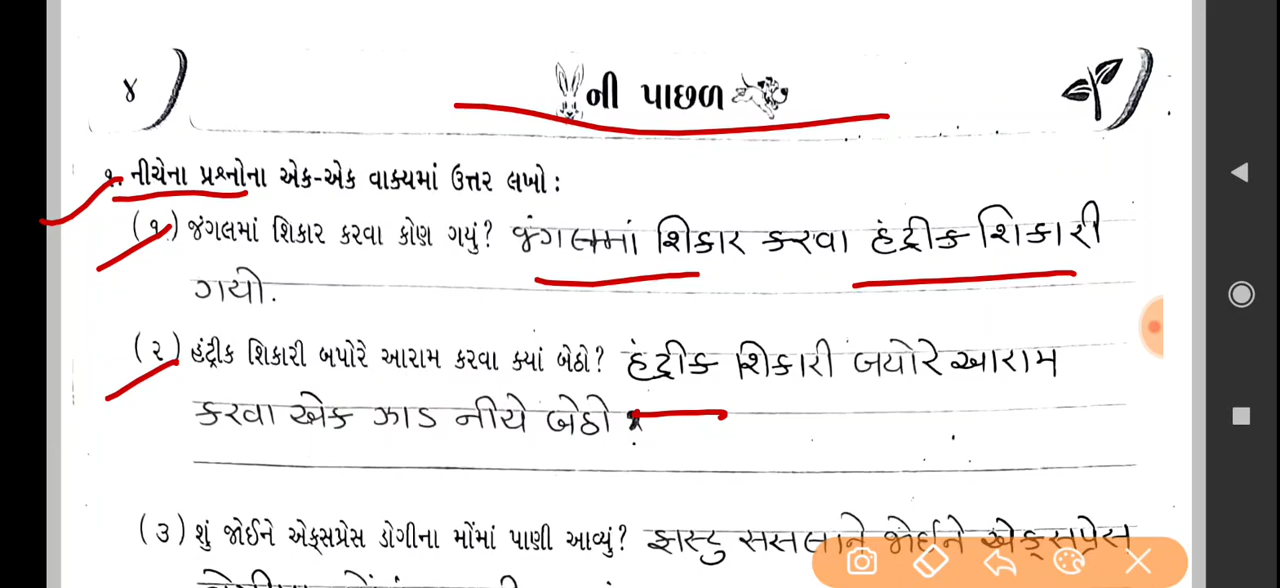 ૪
ની પાછળ
૧. નીચેના પ્રશ્નોના એક-એક વાક્યમાં ઉત્તર લખો :
(૧) જંગલમાં શિકાર કરવા કોણ ગયું? જંગલમાં શિકાર કરવા હંદ્રીક શિકારી
ગયો.
(૨) હંટ્રીક શિકારી બપોરે આરામ કરવા ક્યાં બેઠો? હંદ્રીક શિકારી બપોરે આરામ
કરવા એક ઝાડ નીચે બેઠો.
(૩) શું જોઈને એક્સપ્રેસ ડોગીના મોંમાં પાણી આવ્યું? ફાસ્ટુ સસલાને જોઈને એક્સપ્રેસ